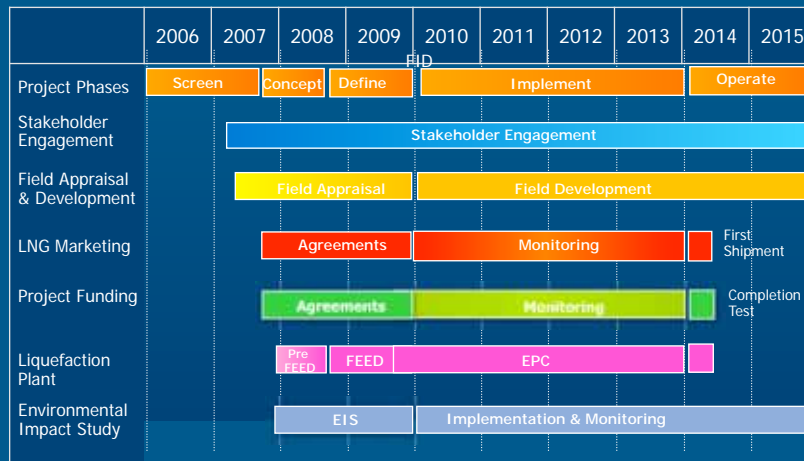 2006 2007 2008 2009 2010 2011 2012 2013 2014 2015
FID
Project Phases Screen Concept Define Implement Operate
Stakeholder
Engagement
Stakeholder Engagement
Field Appraisal
& Development
Field Appraisal Field Development
LNG Marketing Agreements Monitoring
First
Shipment
Project Funding Agreements Monitoring
Completion
Test
Liquefaction
Plant
Pre
FEED
FEED EPC
Environmental
Impact Study
EIS Implementation & Monitoring